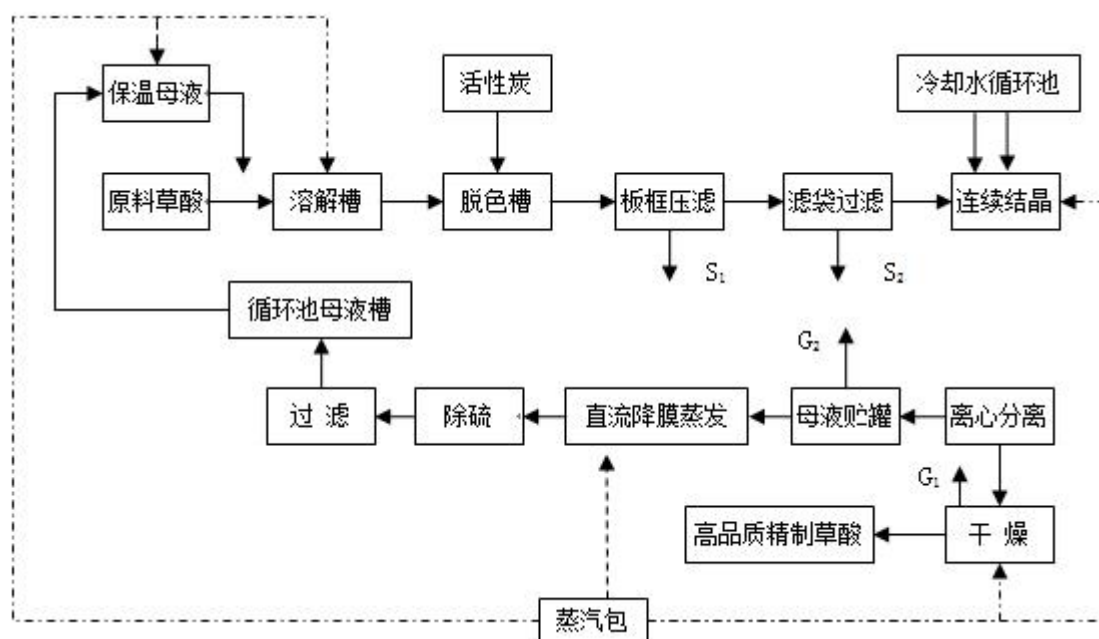 活性炭
冷却水循环池
保温母液
原料草酸
溶解槽
脱色槽
板框压滤
滤袋过滤
连续结晶
S₁
S₂
循环池母液槽
G₂
过 滤
除硫
直流降膜蒸发
母液贮罐
离心分离
G₁
高品质精制草酸
干 燥
蒸汽包